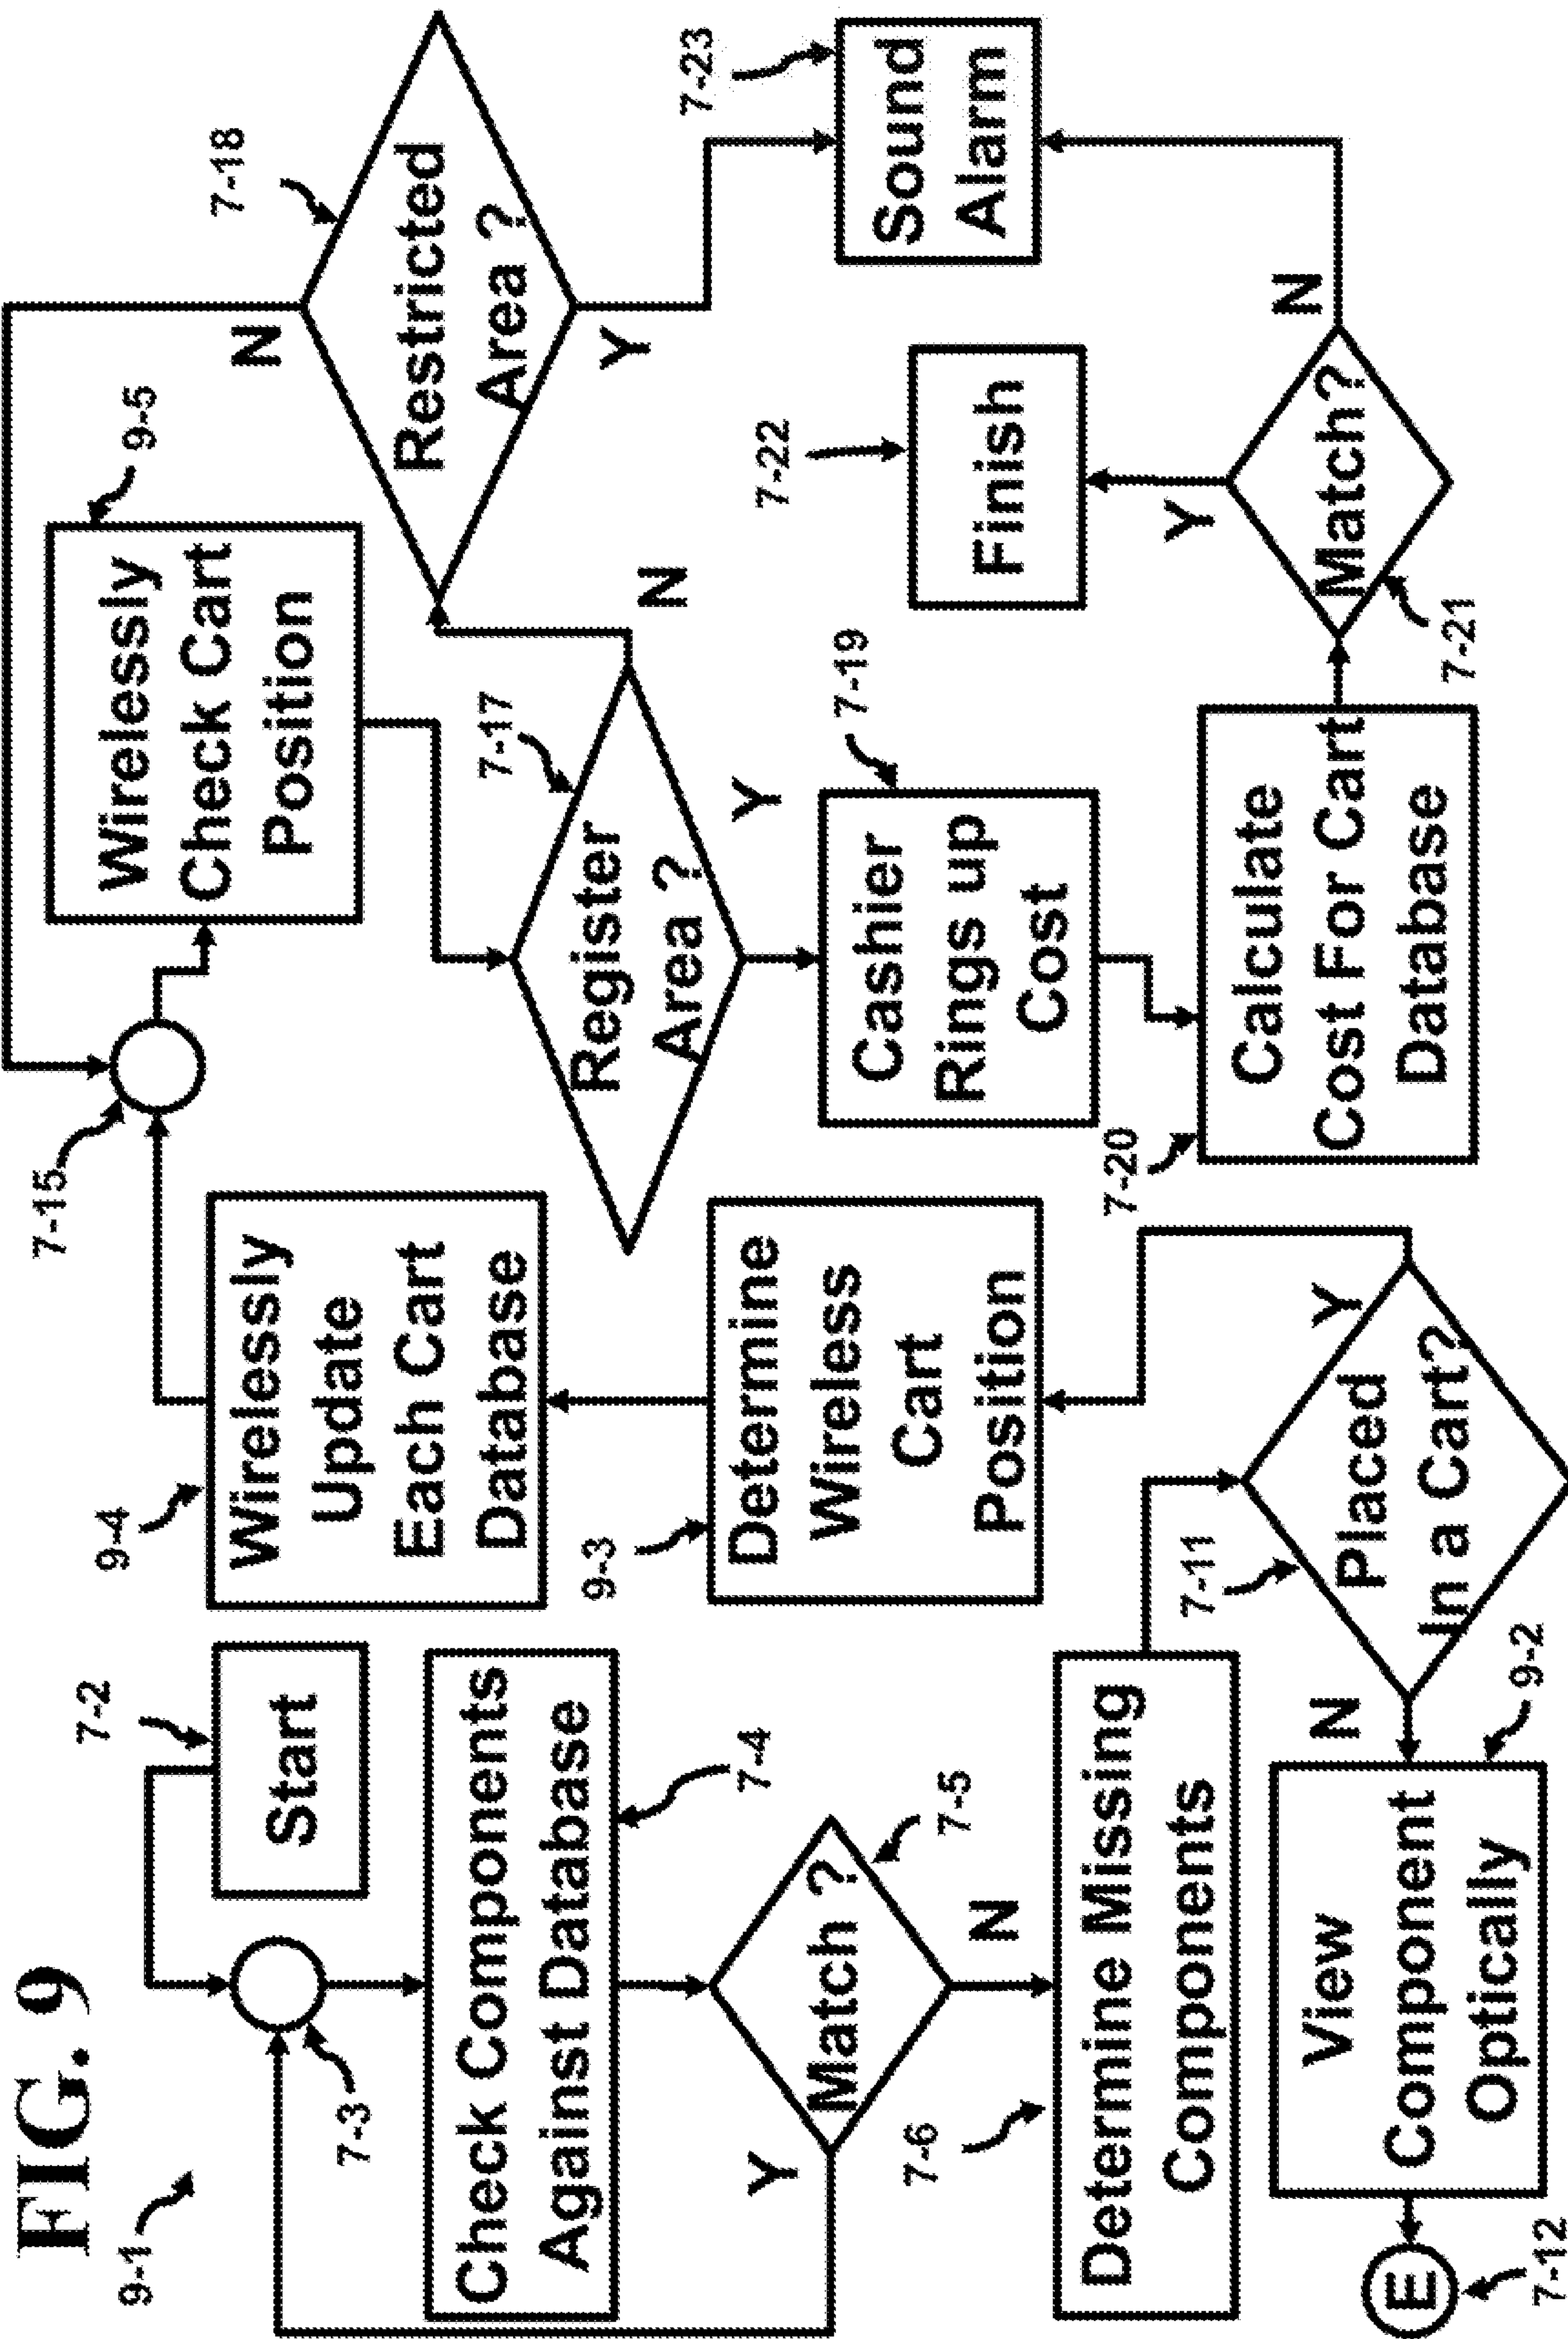 FIG. 9
9-1
7-2
Start
7-3
Check Components
Against Database
7-4
Match ?
7-5
Y
N
7-6
Determine Missing
Components
7-11
Placed
In a Cart?
N
Y
9-2
View
Component
Optically
E
7-12
9-3
Determine
Wireless
Cart
Position
9-4
Wirelessly
Update
Each Cart
Database
7-15
9-5
Wirelessly
Check Cart
Position
7-17
Register
Area ?
N
Y
7-18
Restricted
Area ?
N
Y
7-19
Cashier
Rings up
Cost
7-20
Calculate
Cost For Cart
Database
7-21
Match?
Y
N
7-22
Finish
7-23
Sound
Alarm